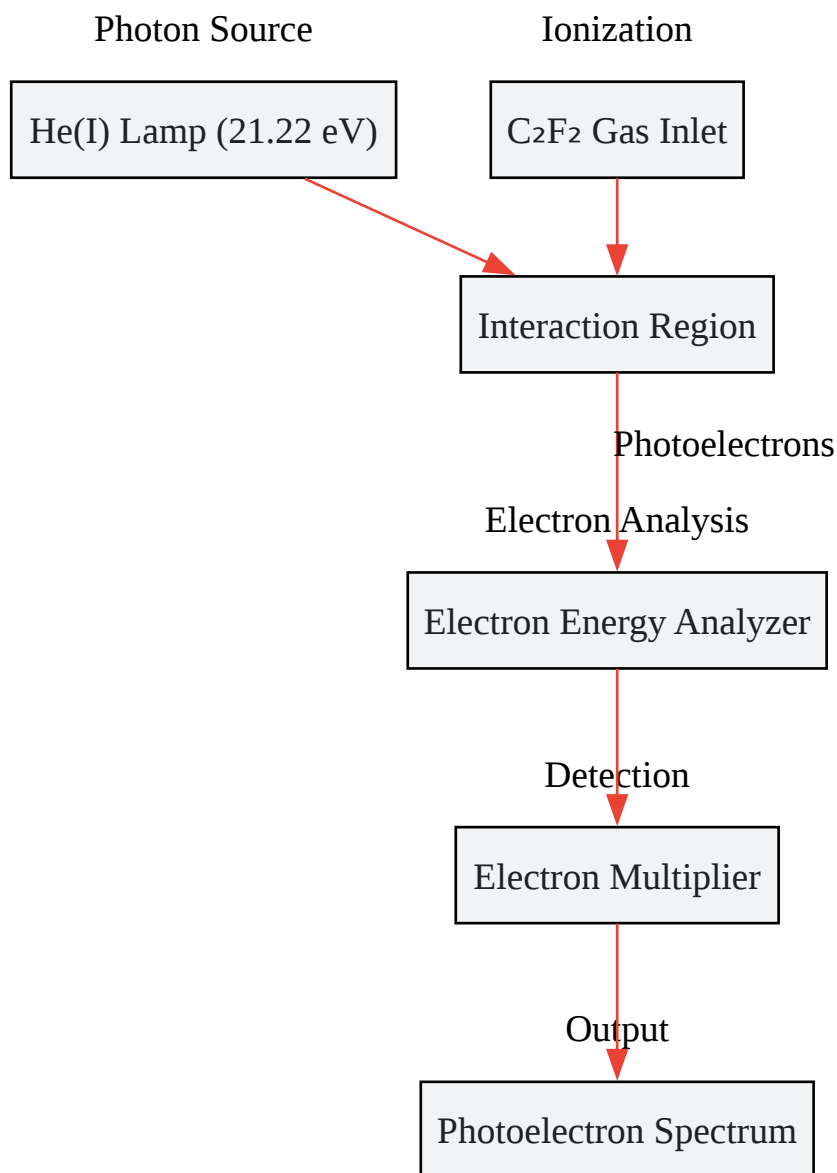 Photon Source
Ionization
He(I) Lamp (21.22 eV)
C₂F₂ Gas Inlet
Interaction Region
Photoelectrons
Electron Analysis
Electron Energy Analyzer
Detection
Electron Multiplier
Output
Photoelectron Spectrum